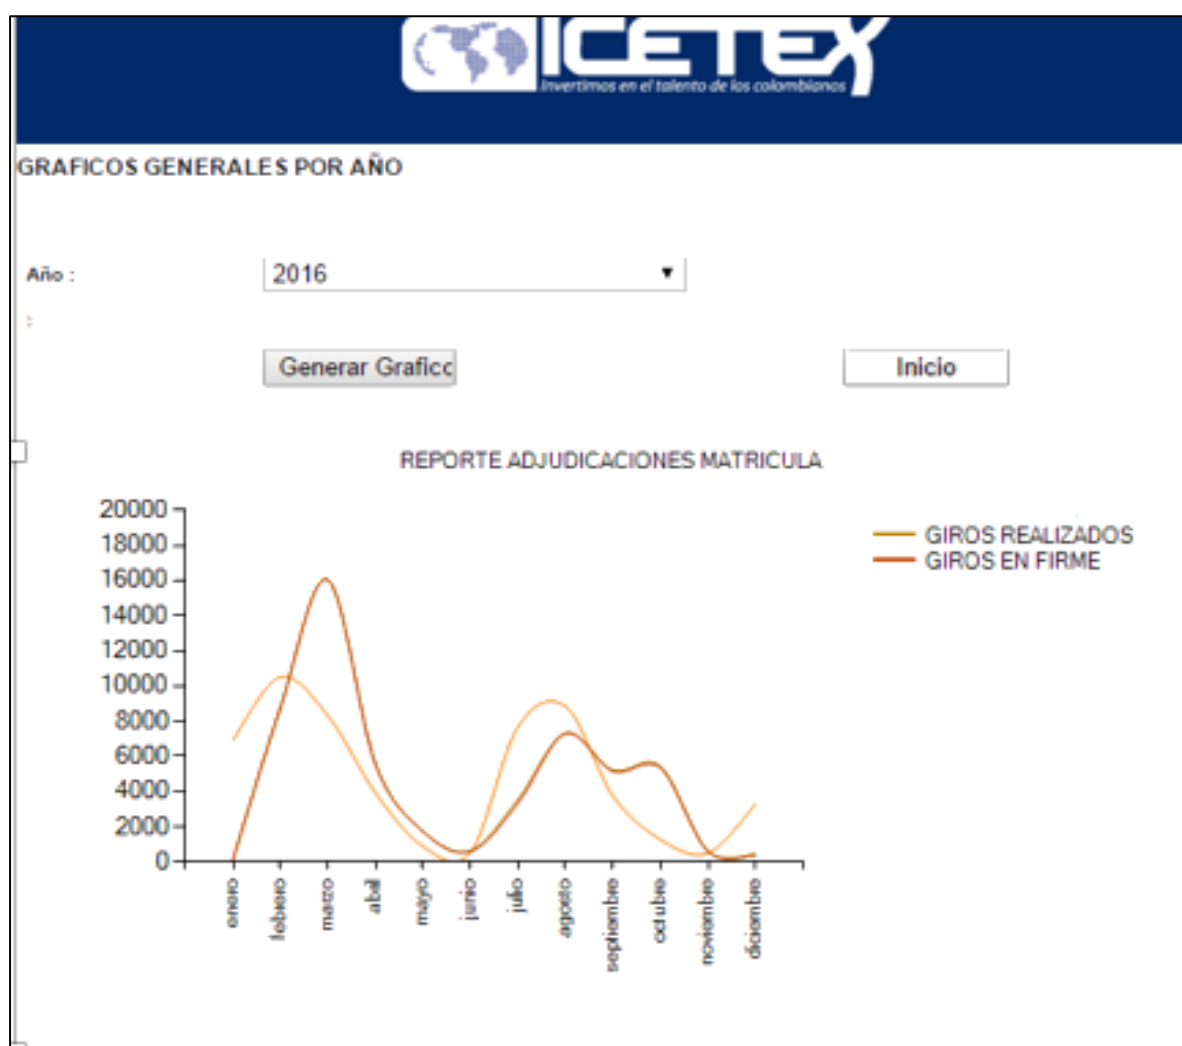 ICETEX
Invertimos en el talento de los colombianos
GRAFICOS GENERALES POR AÑO
Año :
2016
Generar Grafico
Inicio
REPORTE ADJUDICACIONES MATRICULA
20000
18000
16000
14000
12000
10000
8000
6000
4000
2000
0
GIROS REALIZADOS
GIROS EN FIRME
enero
febrero
marzo
abril
mayo
junio
julio
agosto
septiembre
octubre
noviembre
diciembre